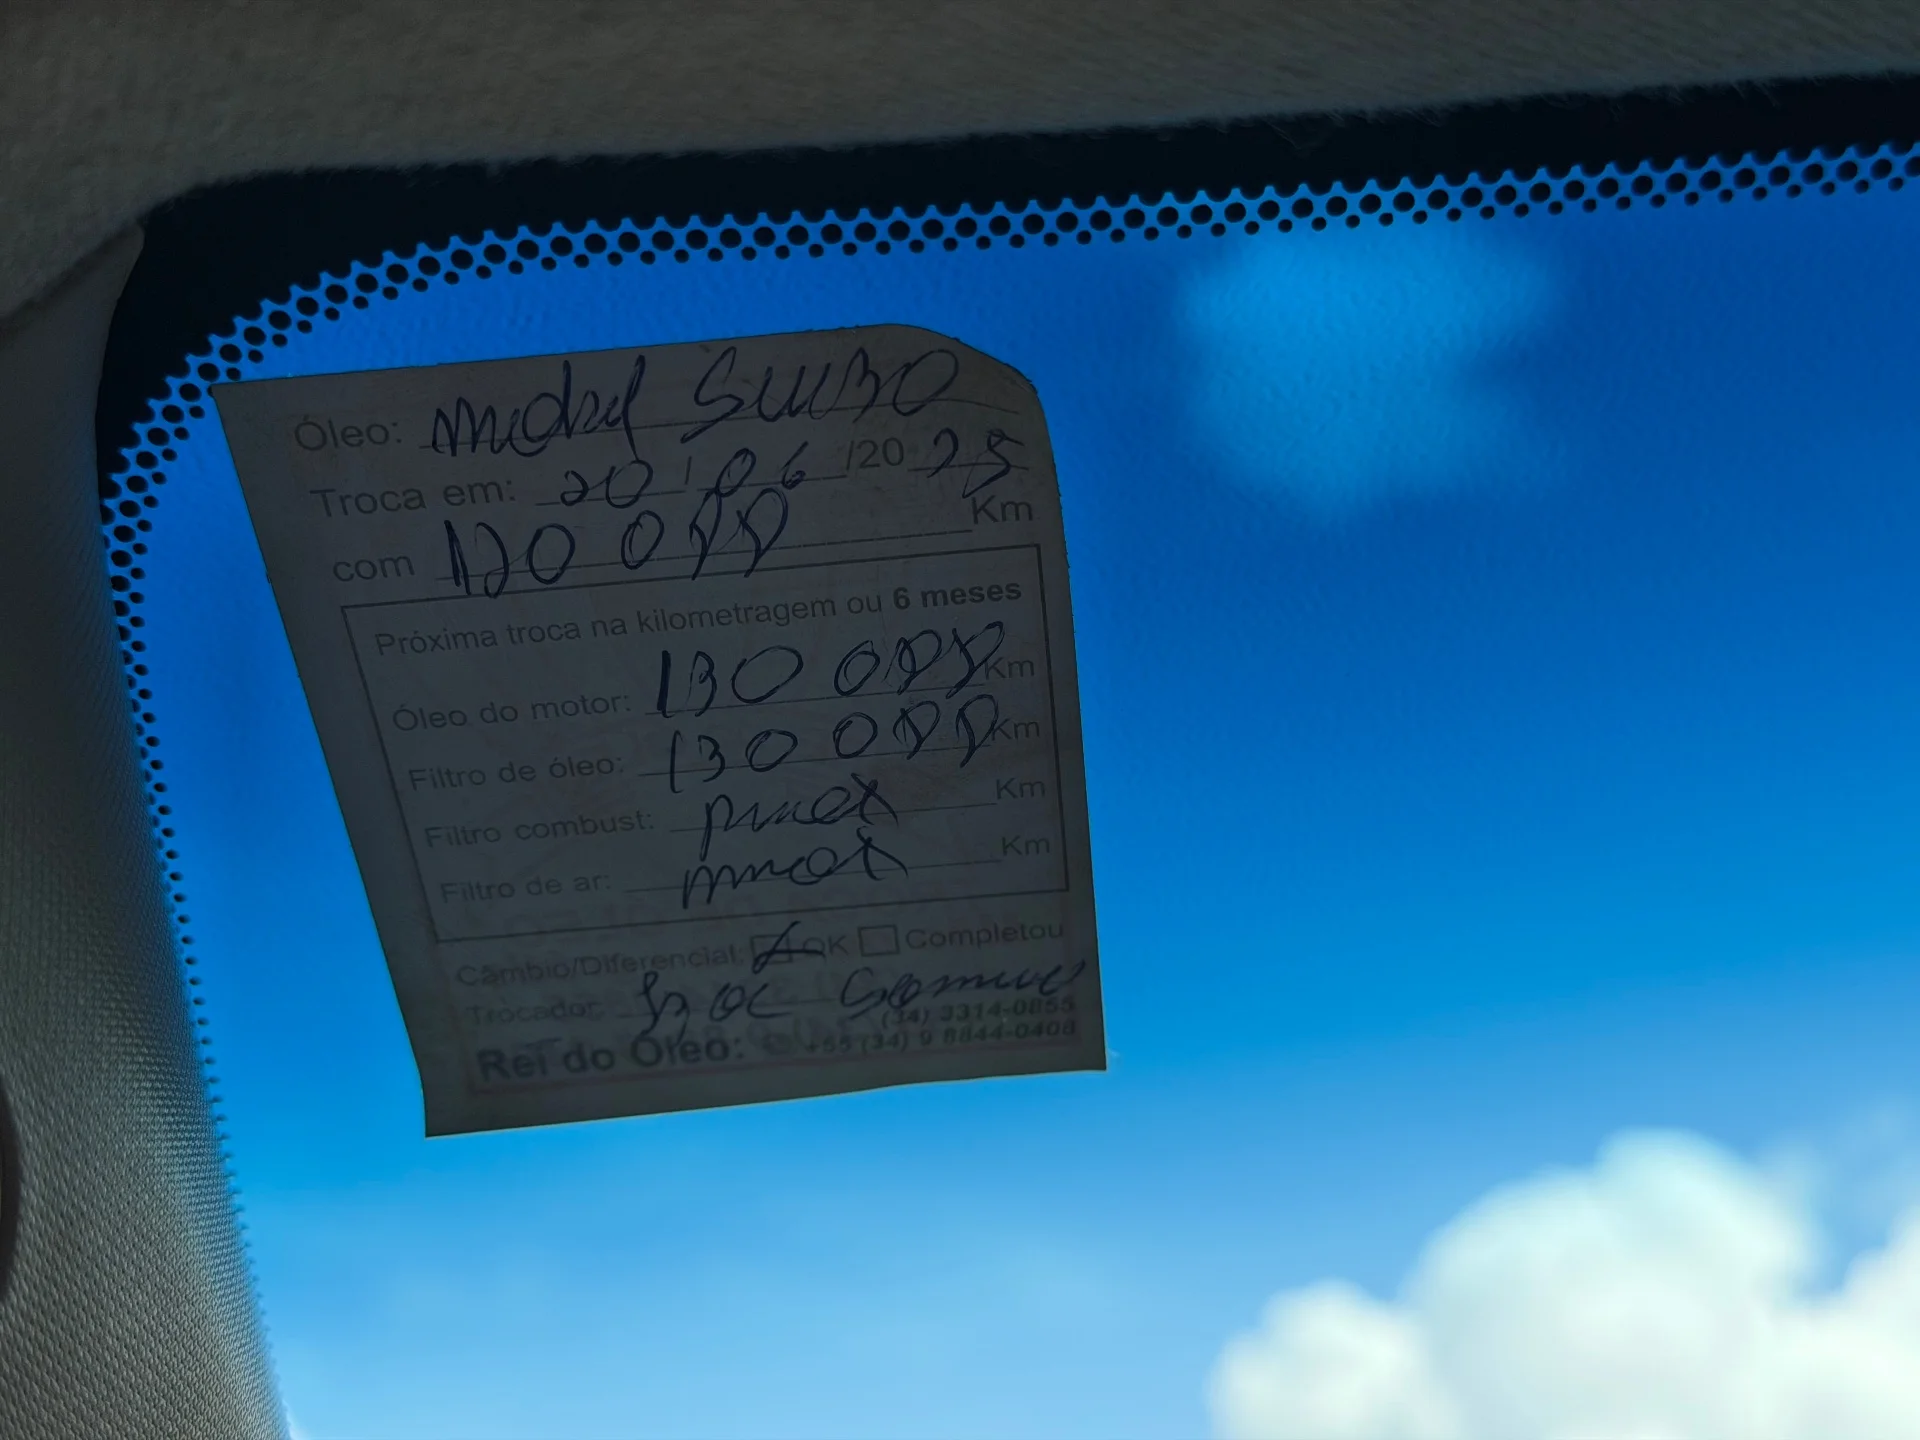 Óleo: 5W30
Troca em: 20/06/2025
com 120 000 Km
Próxima troca na kilometragem ou 6 meses
Óleo do motor: 130 000 Km
Filtro de óleo: 130 000 Km
Filtro combust: Km
Filtro de ar: Km
Câmbio/Diferencial: OK Completou
Trocador:
(34) 3314-0855
Rei do Óleo: +55 (34) 9 8844-0408